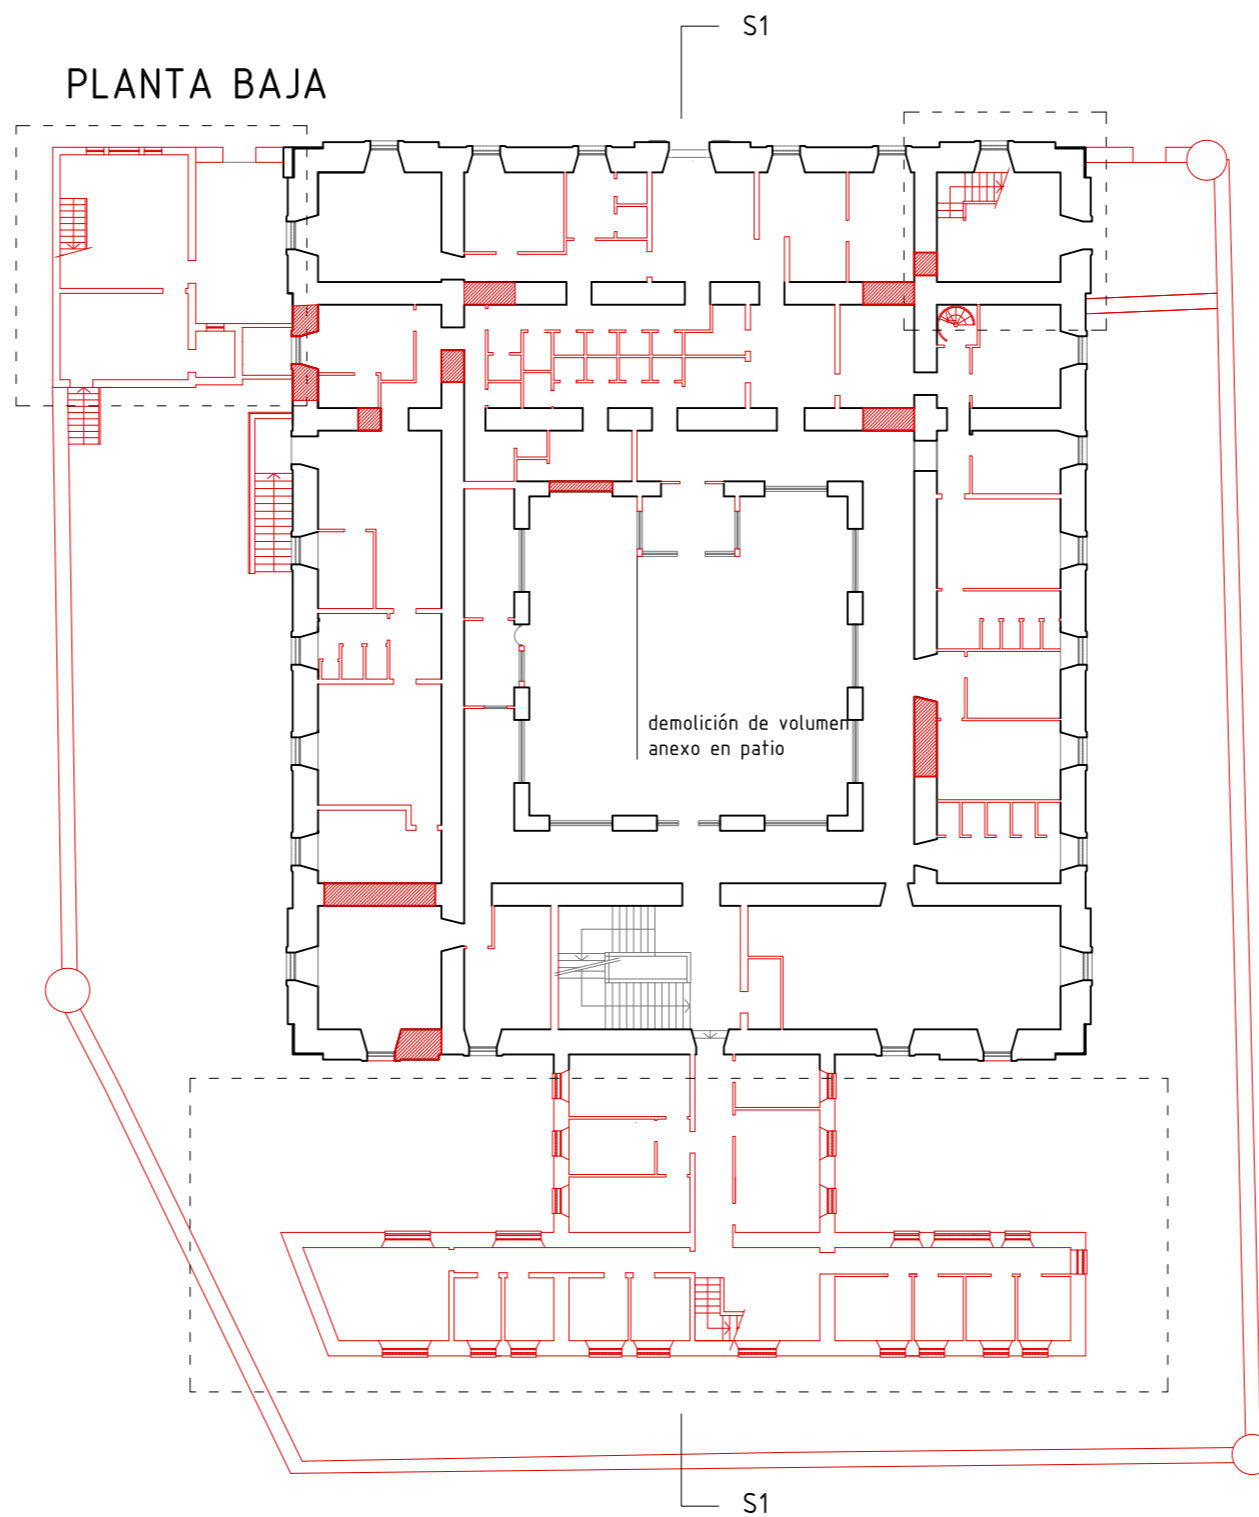 S1
PLANTA BAJA
demolición de volumen
anexo en patio
S1